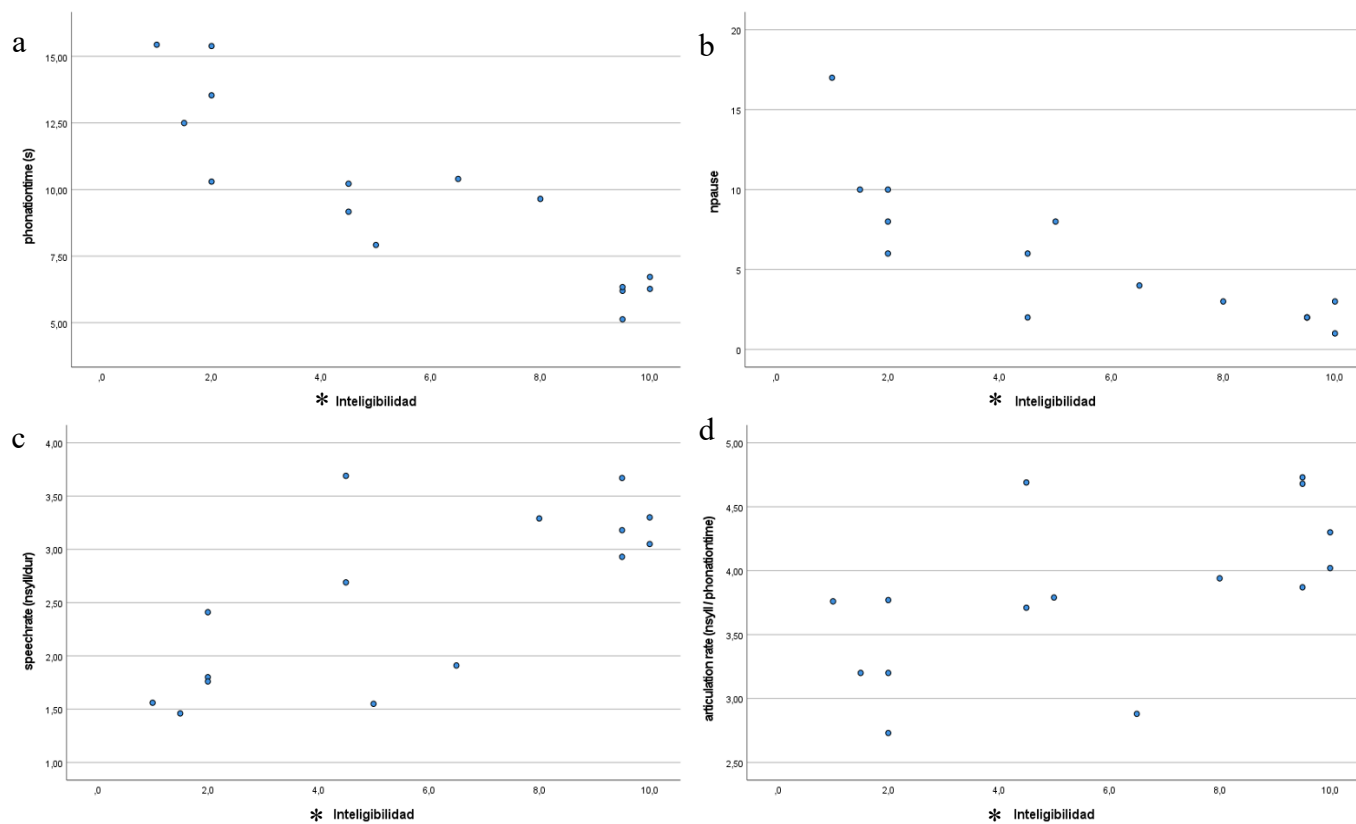 a
15,00
12,50
10,00
7,50
5,00
phonationtime (s)
,0 2,0 4,0 6,0 8,0 10,0
* Inteligibilidad
b
20
15
10
5
0
npause
,0 2,0 4,0 6,0 8,0 10,0
* Inteligibilidad
c
4,00
3,50
3,00
2,50
2,00
1,50
1,00
speechrate (nsyll/dur)
,0 2,0 4,0 6,0 8,0 10,0
* Inteligibilidad
d
5,00
4,50
4,00
3,50
3,00
2,50
articulation rate (nsyll / phonationtime)
,0 2,0 4,0 6,0 8,0 10,0
* Inteligibilidad